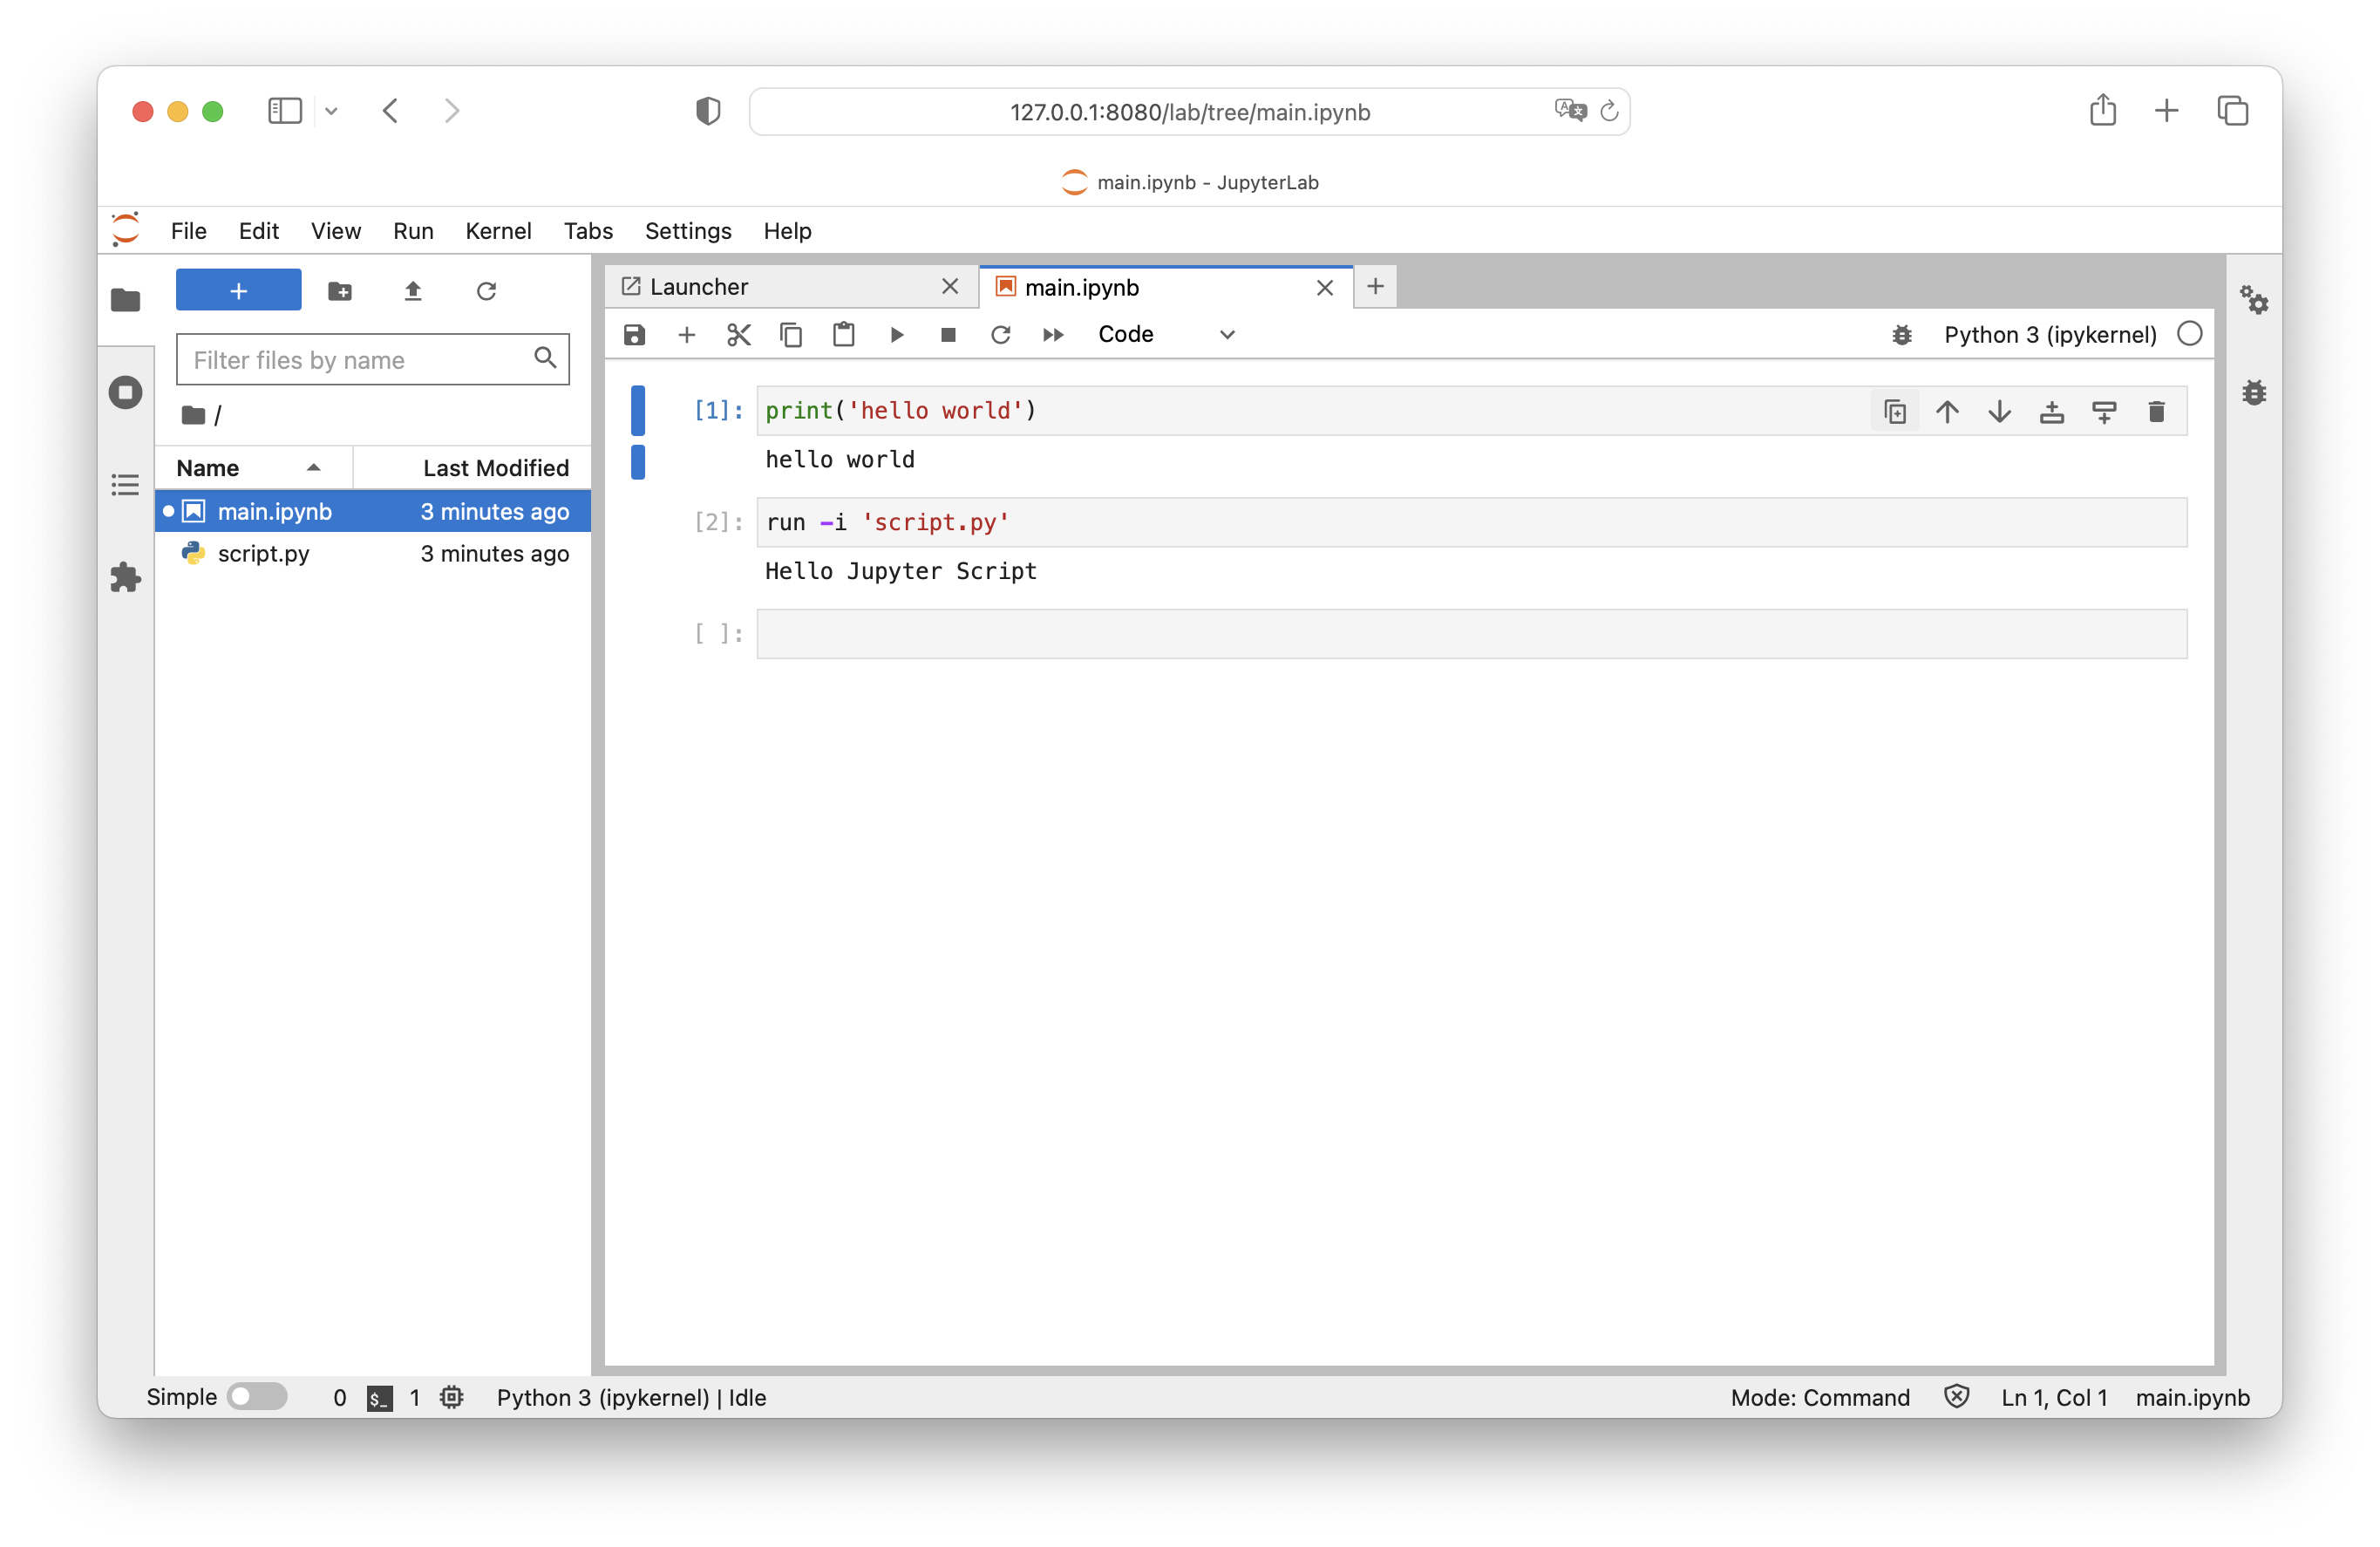 127.0.0.1:8080/lab/tree/main.ipynb
main.ipynb - JupyterLab
File Edit View Run Kernel Tabs Settings Help
Filter files by name
/
Name Last Modified
main.ipynb 3 minutes ago
script.py 3 minutes ago
Launcher main.ipynb
Code Python 3 (ipykernel)
[1]: print('hello world')
hello world
[2]: run -i 'script.py'
Hello Jupyter Script
[ ]:
Simple 0 $_ 1 Python 3 (ipykernel) | Idle Mode: Command Ln 1, Col 1 main.ipynb